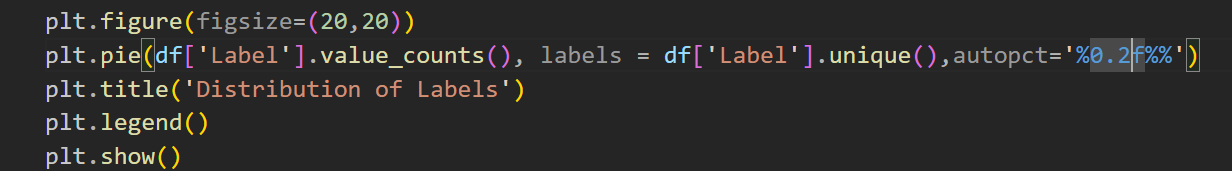 plt.figure(figsize=(20,20))
plt.pie(df['Label'].value_counts(), labels = df['Label'].unique(),autopct='%0.2f%%')
plt.title('Distribution of Labels')
plt.legend()
plt.show()